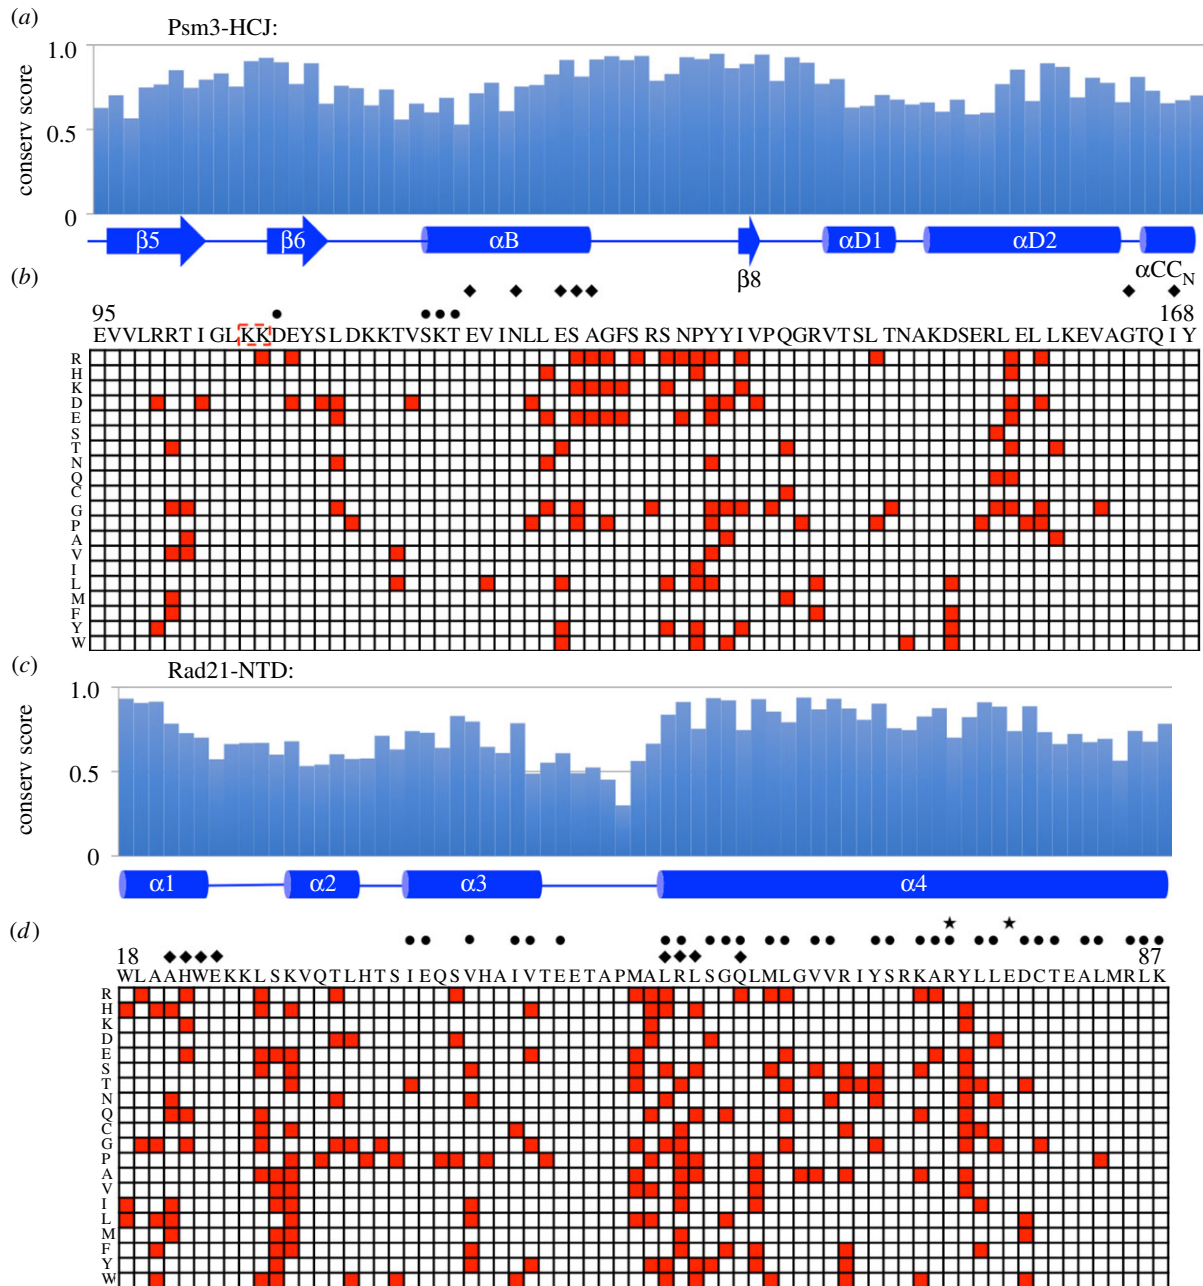 (a)
Psm3-HCJ:
1.0
conserv score
0.5
0
β5 β6 αB β8 αD1 αD2 αCC_N
(b)
95 168
EVVLRRTIGLKKDEYSLDKKTVSKTEVINLLESAGFSRSNPYYIVPQGRVTSLTNAKDSERLELLKEVAGTQIY
R
H
K
D
E
S
T
N
Q
C
G
P
A
V
I
L
M
F
Y
W
(c)
Rad21-NTD:
1.0
conserv score
0.5
0
α1 α2 α3 α4
(d)
18 87
WLAAHWEKKLSKVQTLHTSIEQSVHAIVTEETAPMALRLSGQLMLGVVRIYSRKARYLLEDCTEALMRLK
R
H
K
D
E
S
T
N
Q
C
G
P
A
V
I
L
M
F
Y
W